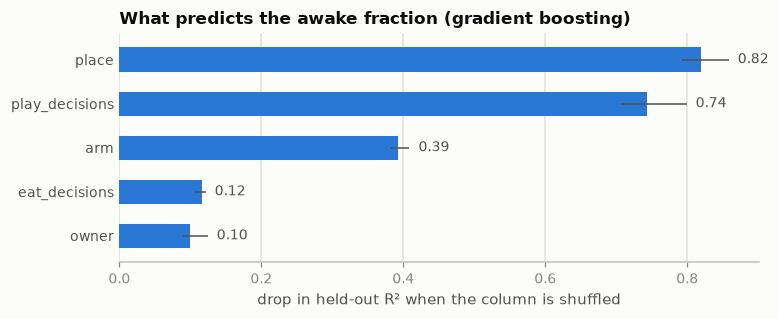 What predicts the awake fraction (gradient boosting)
place 0.82
play_decisions 0.74
arm 0.39
eat_decisions 0.12
owner 0.10
0.0 0.2 0.4 0.6 0.8
drop in held-out R² when the column is shuffled